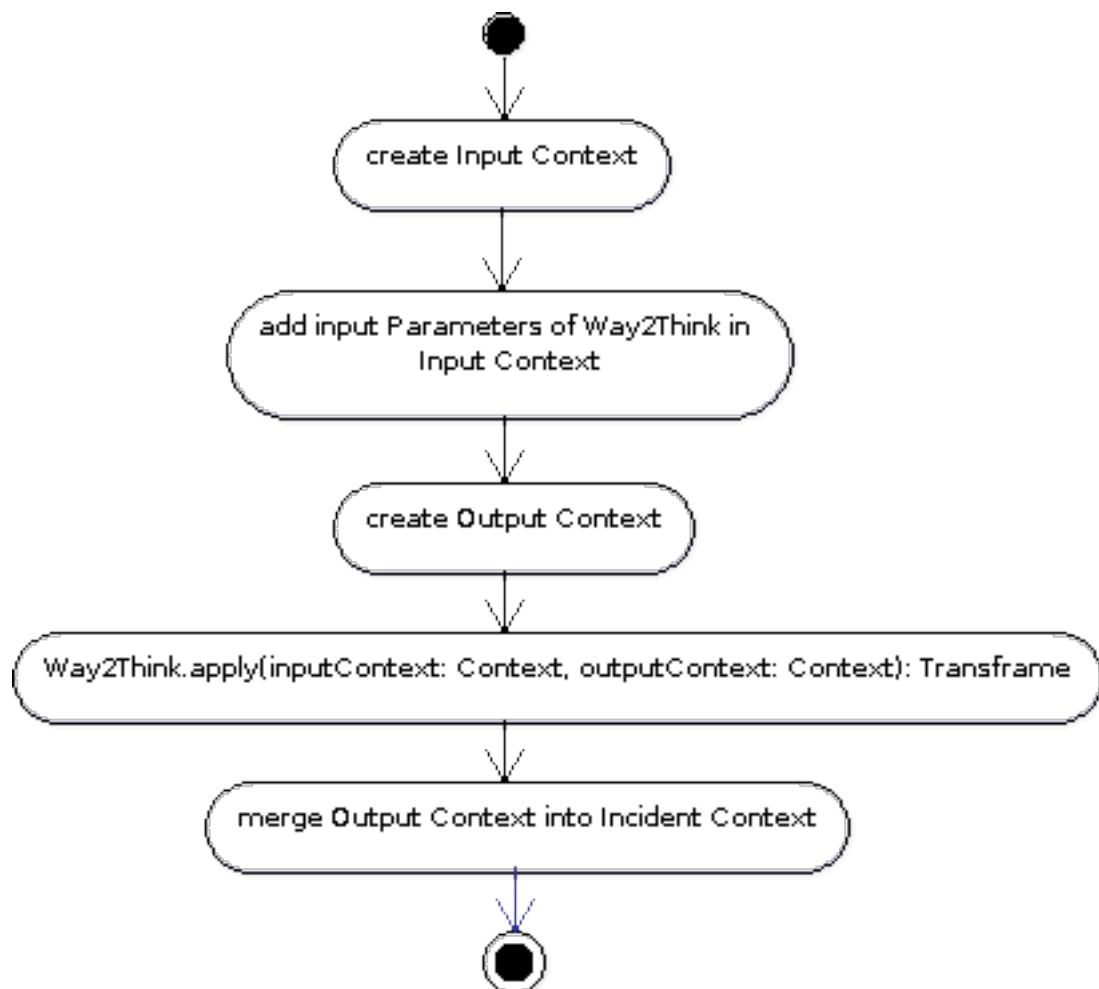 create Input Context
add input Parameters of Way2Think in
Input Context
create Output Context
Way2Think.apply(inputContext: Context, outputContext: Context): Transframe
merge Output Context into Incident Context